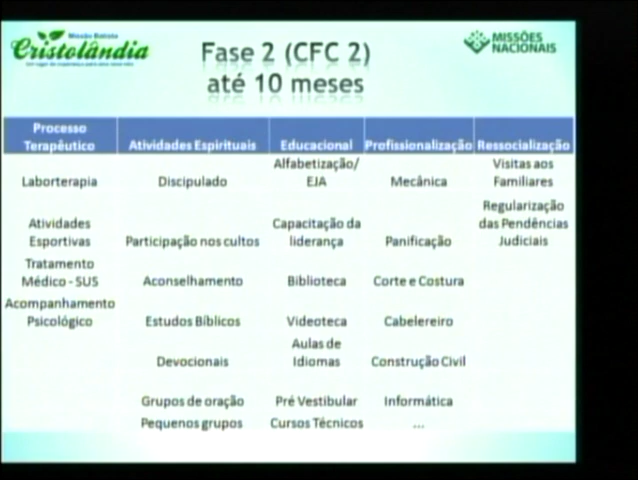 Missão Batista
Cristolândia
MISSÕES
NACIONAIS
Fase 2 (CFC 2)
até 10 meses
Processo
Terapêutico
Atividades Espirituais
Educacional
Profissionalização
Ressocialização
Laborterapia
Discipulado
Alfabetização/
EJA
Mecânica
Visitas aos
Familiares
Atividades
Esportivas
Participação nos cultos
Capacitação da
liderança
Panificação
Regularização
das Pendências
Judiciais
Tratamento
Médico - SUS
Aconselhamento
Biblioteca
Corte e Costura
Acompanhamento
Psicológico
Estudos Bíblicos
Videoteca
Cabelereiro
Devocionais
Aulas de
Idiomas
Construção Civil
Grupos de oração
Pré Vestibular
Informática
Pequenos grupos
Cursos Técnicos
...